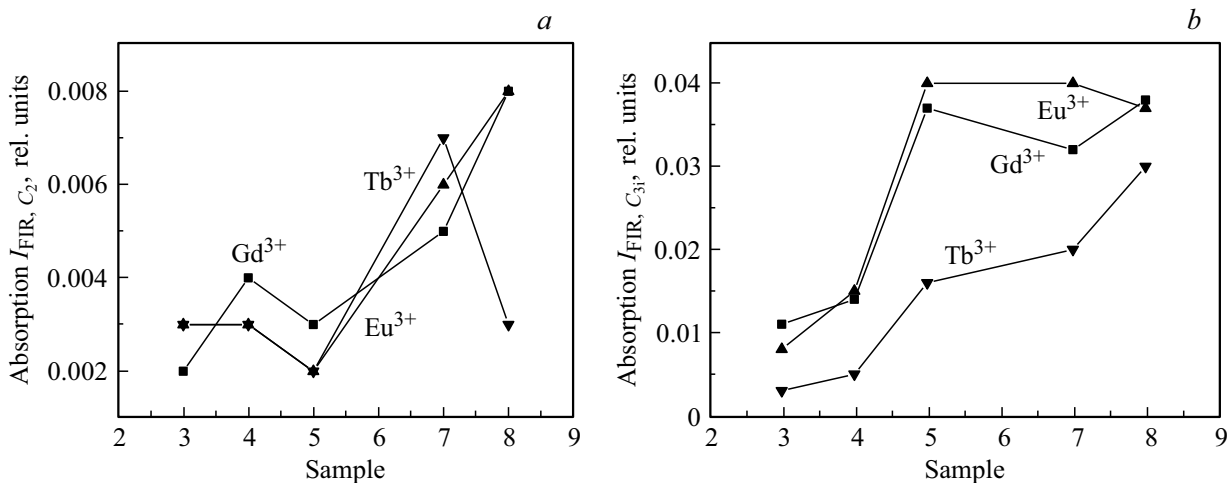 a
Absorption I_FIR, C_2, rel. units
0.008
0.006
0.004
0.002
Tb³⁺
Gd³⁺
Eu³⁺
2 3 4 5 6 7 8 9
Sample
b
Absorption I_FIR, C_3i, rel. units
0.04
0.03
0.02
0.01
0
Eu³⁺
Gd³⁺
Tb³⁺
2 3 4 5 6 7 8 9
Sample